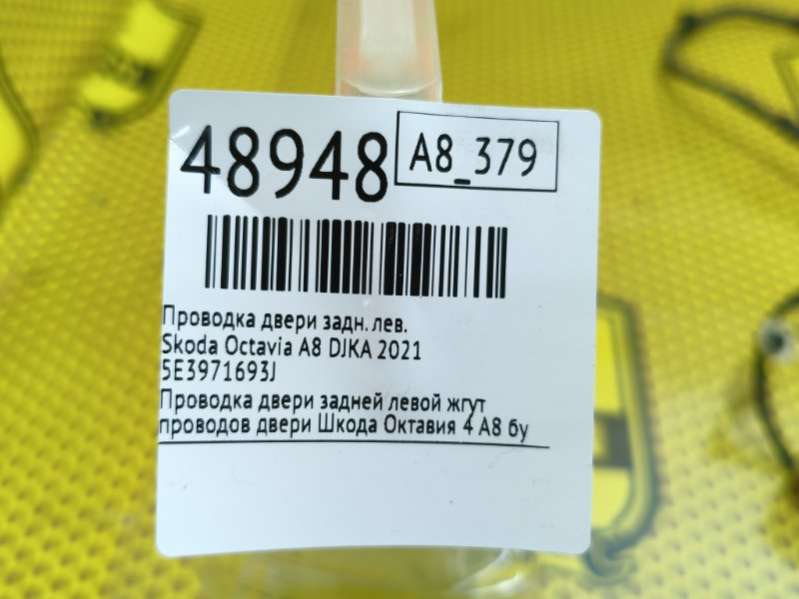 48948
A8_379
Проводка двери задн. лев.
Skoda Octavia A8 DJKA 2021
5E3971693J
Проводка двери задней левой жгут
проводов двери Шкода Октавия 4 А8 бу